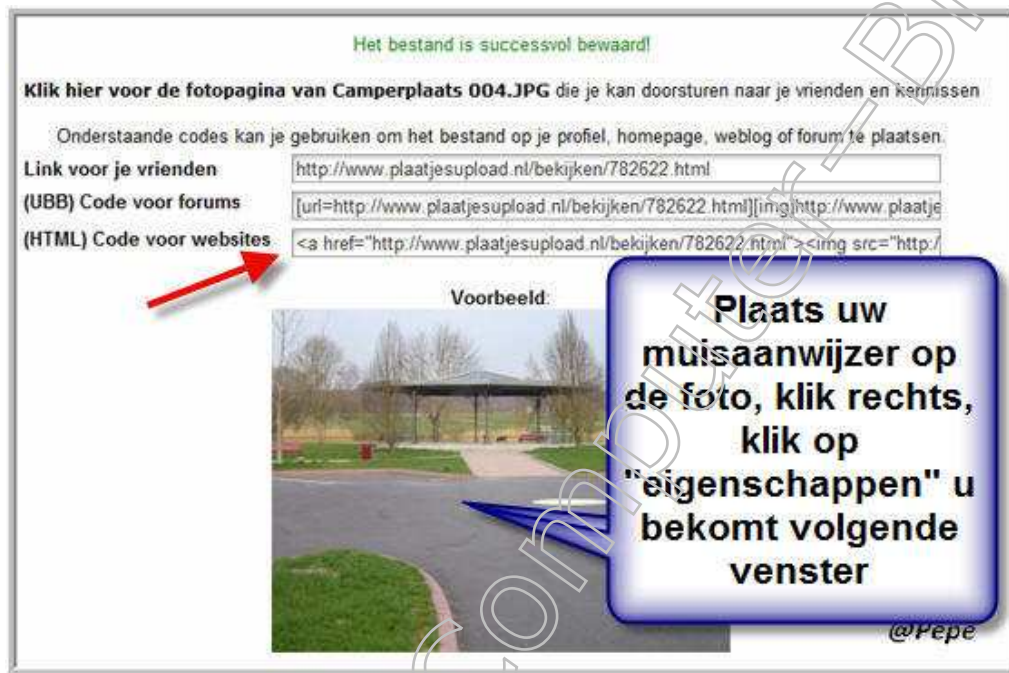 Het bestand is successvol bewaard!
Klik hier voor de fotopagina van Camperplaats 004.JPG die je kan doorsturen naar je vrienden en kennissen
Onderstaande codes kan je gebruiken om het bestand op je profiel, homepage, weblog of forum te plaatsen.
Link voor je vrienden http://www.plaatjesupload.nl/bekijken/782622.html
(UBB) Code voor forums [url=http://www.plaatjesupload.nl/bekijken/782622.html][img]http://www.plaatje
(HTML) Code voor websites <a href="http://www.plaatjesupload.nl/bekijken/782622.html"><img src="http:/
Voorbeeld:
Plaats uw
muisaanwijzer op
de foto, klik rechts,
klik op
"eigenschappen" u
bekomt volgende
venster
@Pepe
Computer-Br